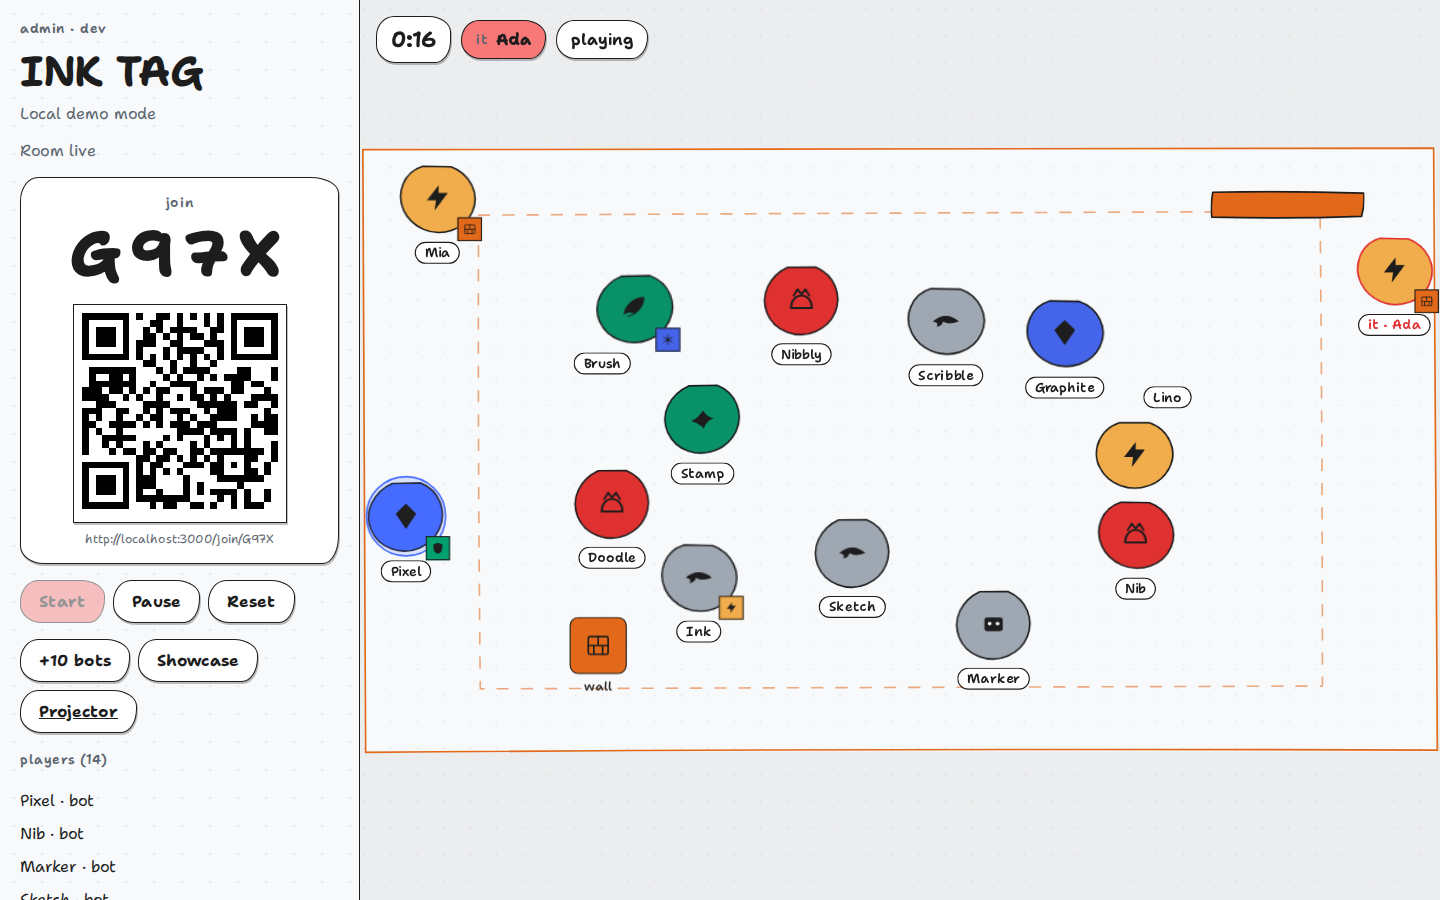 admin · dev
INK TAG
Local demo mode
Room live
join
G97X
http://localhost:3000/join/G97X
Start
Pause
Reset
+10 bots
Showcase
Projector
players (14)
Pixel · bot
Nib · bot
Marker · bot
Sketch · bot
0:16
it Ada
playing
Mia
it · Ada
Brush
Nibbly
Scribble
Graphite
Lino
Stamp
Doodle
Pixel
Nib
Sketch
Ink
Marker
wall